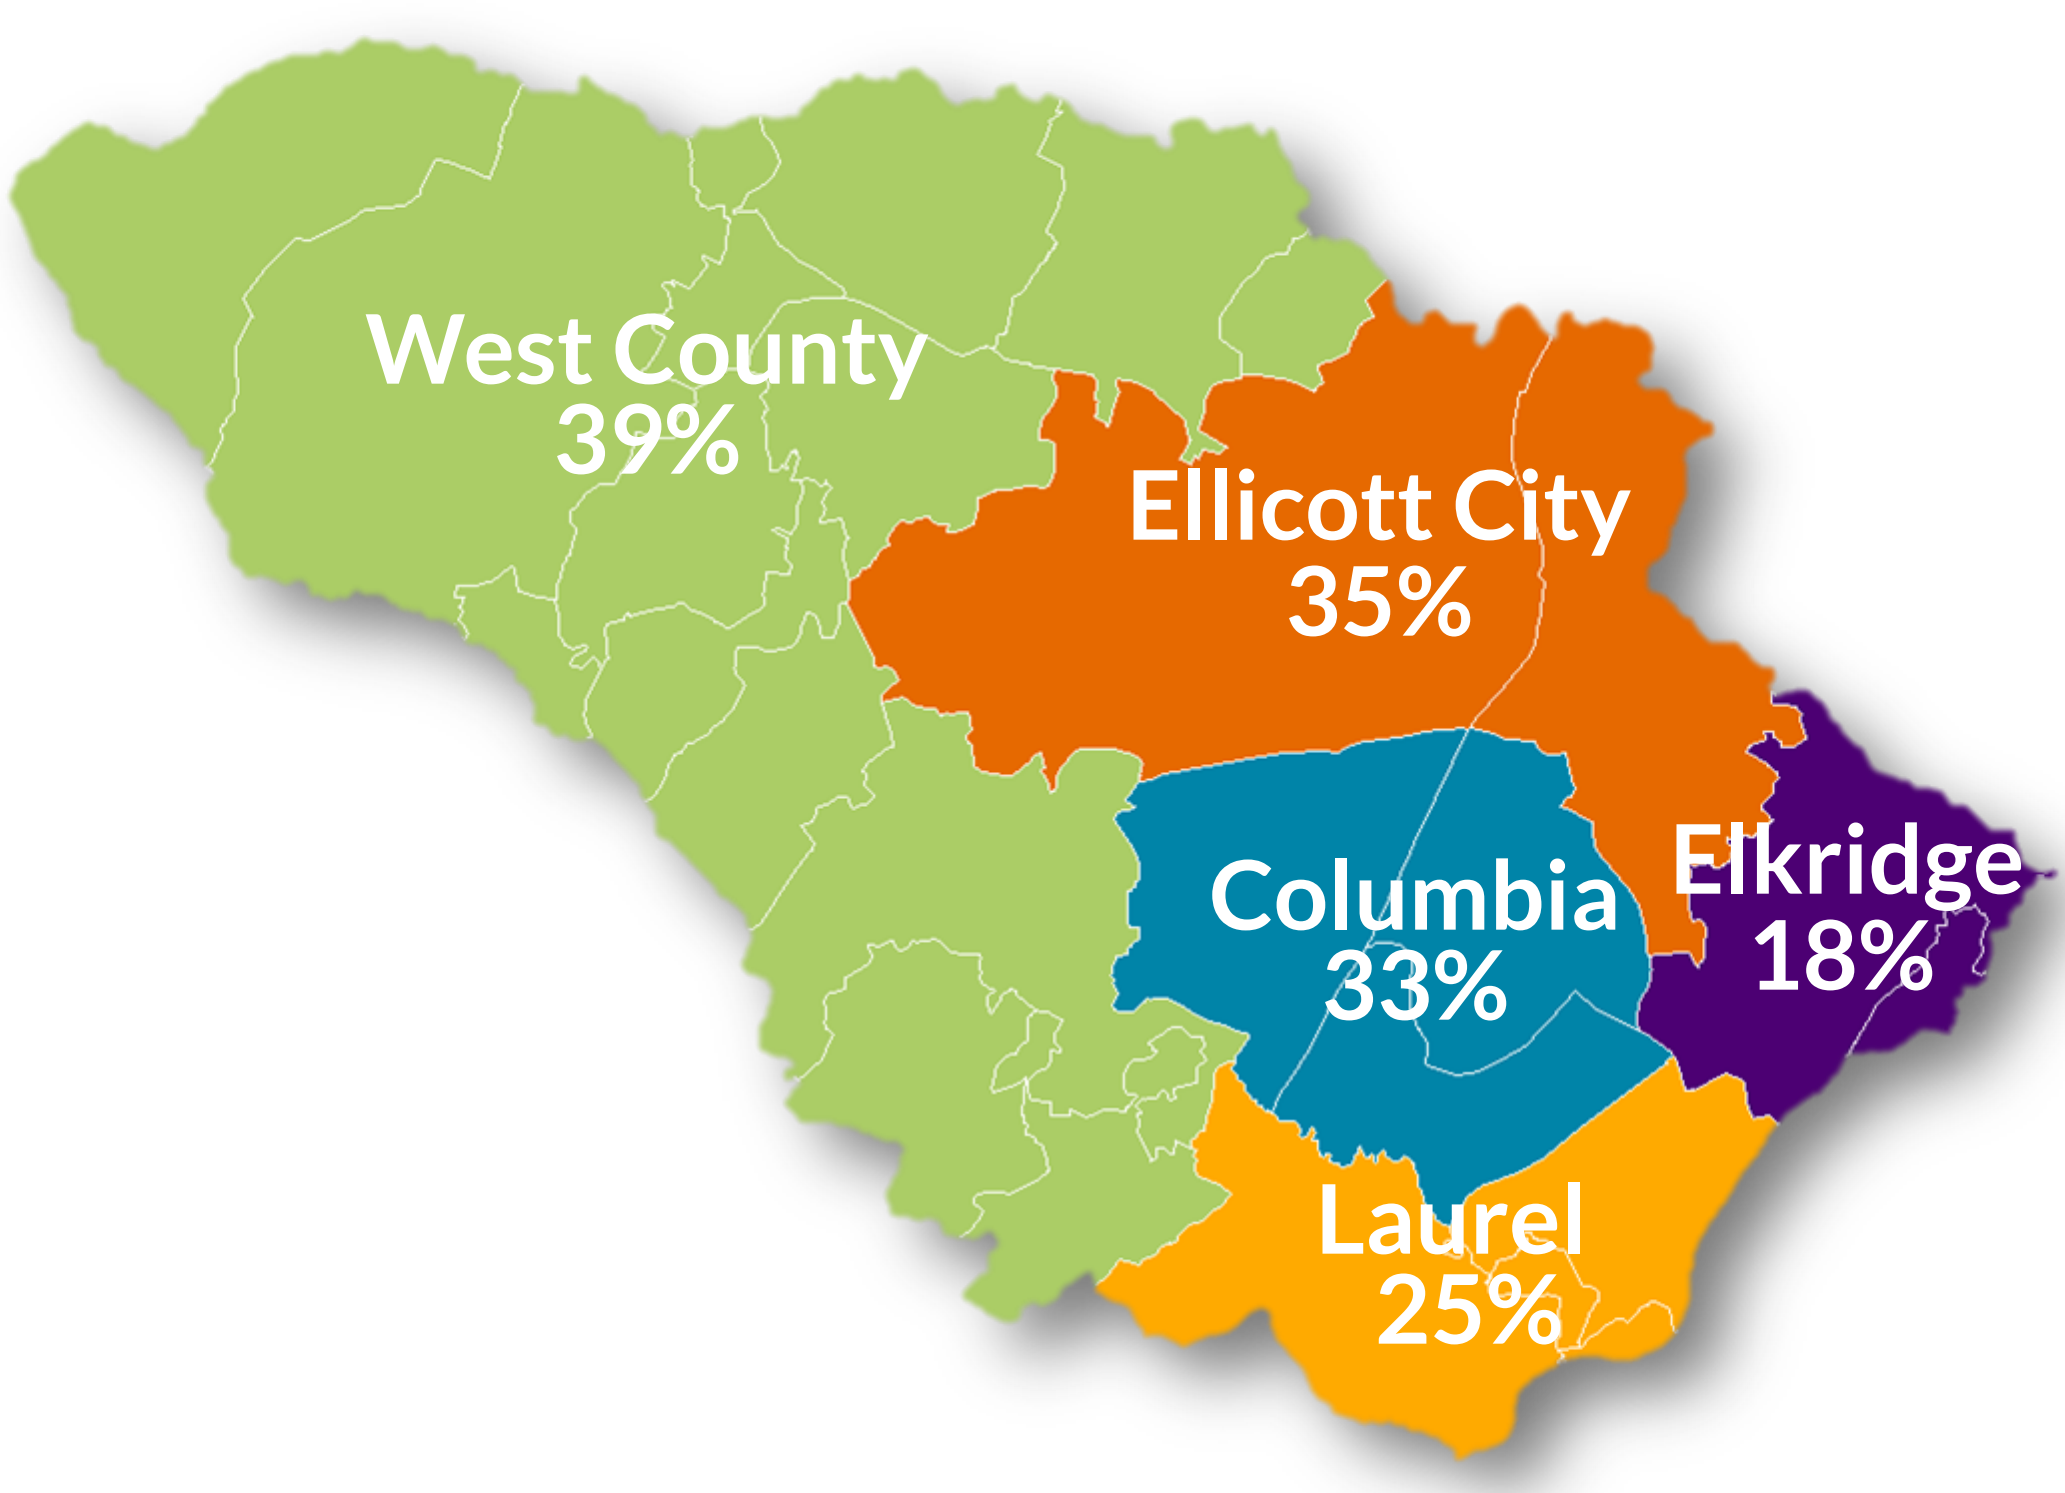 West County
39%
Ellicott City
35%
Columbia
33%
Elkridge
18%
Laurel
25%